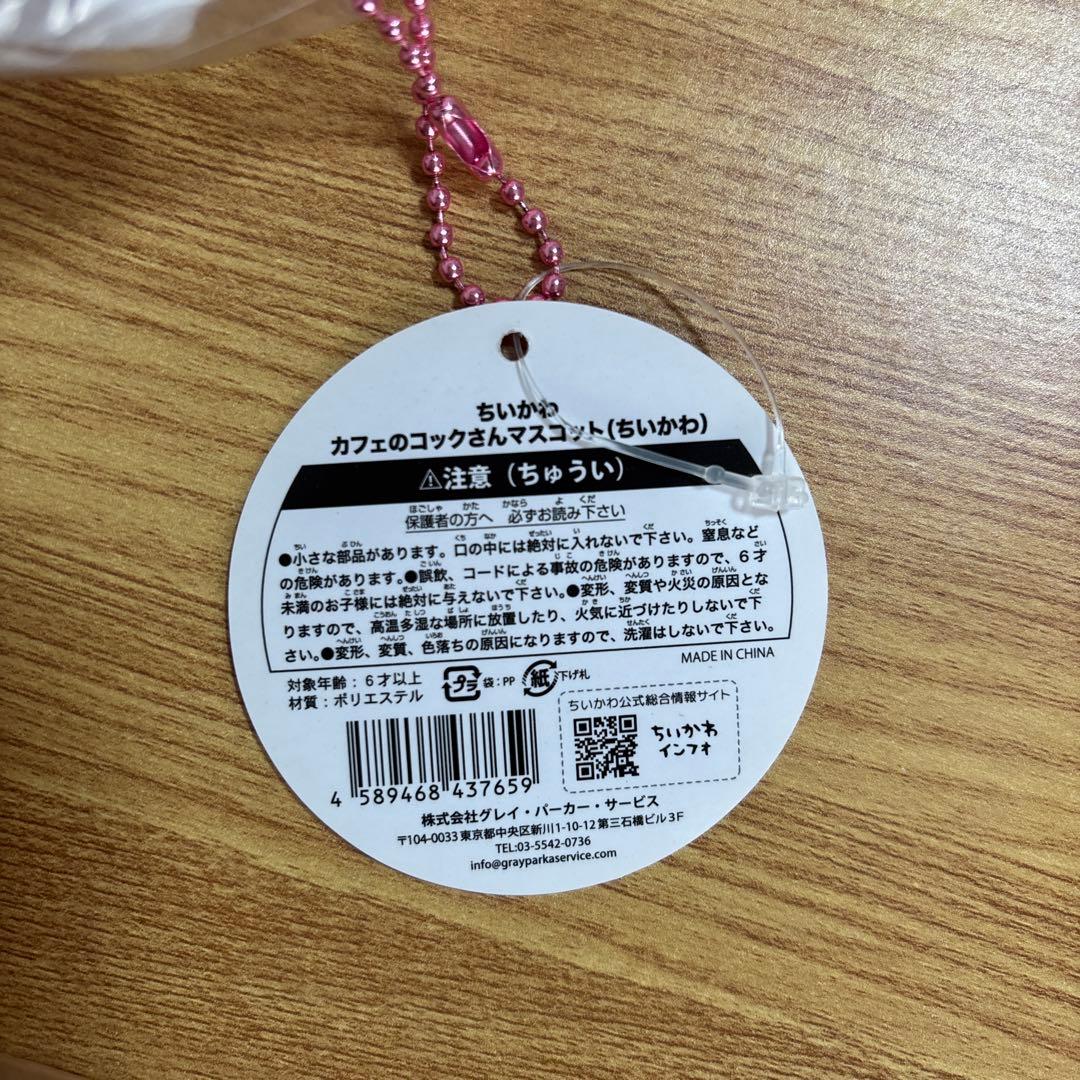 ちいかわ
カフェのコックさんマスコット(ちいかわ)
⚠注意(ちゅうい)
保護者の方へ 必ずお読み下さい
●小さな部品があります。口の中には絶対に入れないで下さい。窒息など
の危険があります。●誤飲、コードによる事故の危険がありますので、6才
未満のお子様には絶対に与えないで下さい。●変形、変質や火災の原因とな
りますので、高温多湿な場所に放置したり、火気に近づけたりしないで下
さい。●変形、変質、色落ちの原因になりますので、洗濯はしないで下さい。
MADE IN CHINA
対象年齢:6才以上
材質:ポリエステル
プラ 袋:PP 紙 下げ札
ちいかわ公式総合情報サイト
ちいかわ
インフォ
4 589468 437659
株式会社グレイ・パーカー・サービス
〒104-0033 東京都中央区新川1-10-12 第三石橋ビル3F
TEL:03-5542-0736
info@grayparkaservice.com